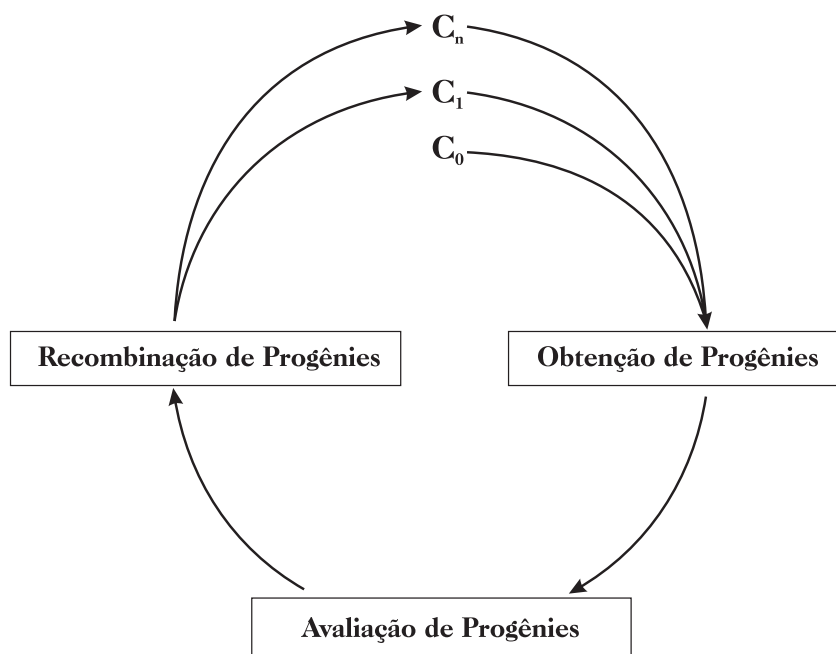 Cₙ
C₁
C₀
Recombinação de Progênies
Obtenção de Progênies
Avaliação de Progênies